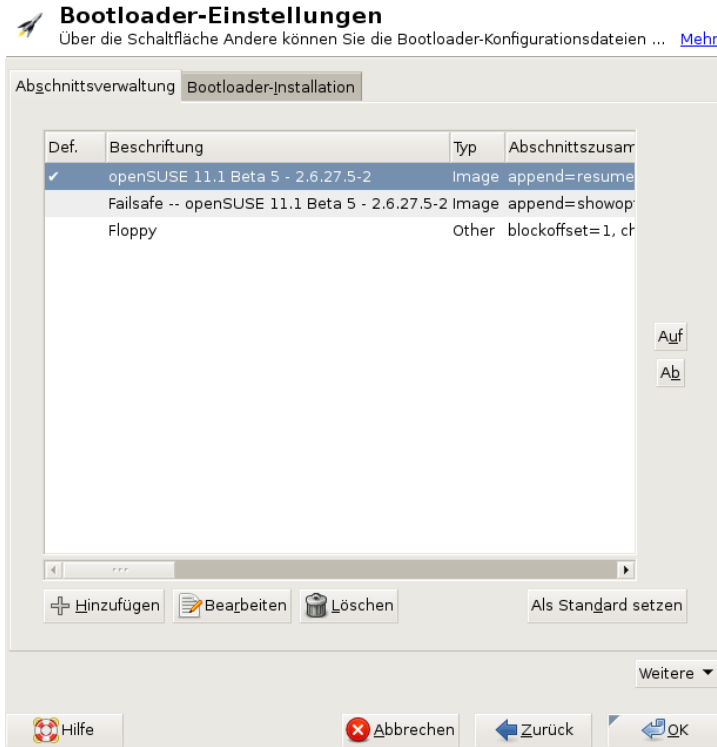 Bootloader-Einstellungen
Über die Schaltfläche Andere können Sie die Bootloader-Konfigurationsdateien ... Mehr
Abschnittsverwaltung Bootloader-Installation
Def. Beschriftung Typ Abschnittszusam
✔ openSUSE 11.1 Beta 5 - 2.6.27.5-2 Image append=resume
Failsafe -- openSUSE 11.1 Beta 5 - 2.6.27.5-2 Image append=showop
Floppy Other blockoffset=1, ch
Auf
Ab
Hinzufügen Bearbeiten Löschen Als Standard setzen
Weitere
Hilfe Abbrechen Zurück OK